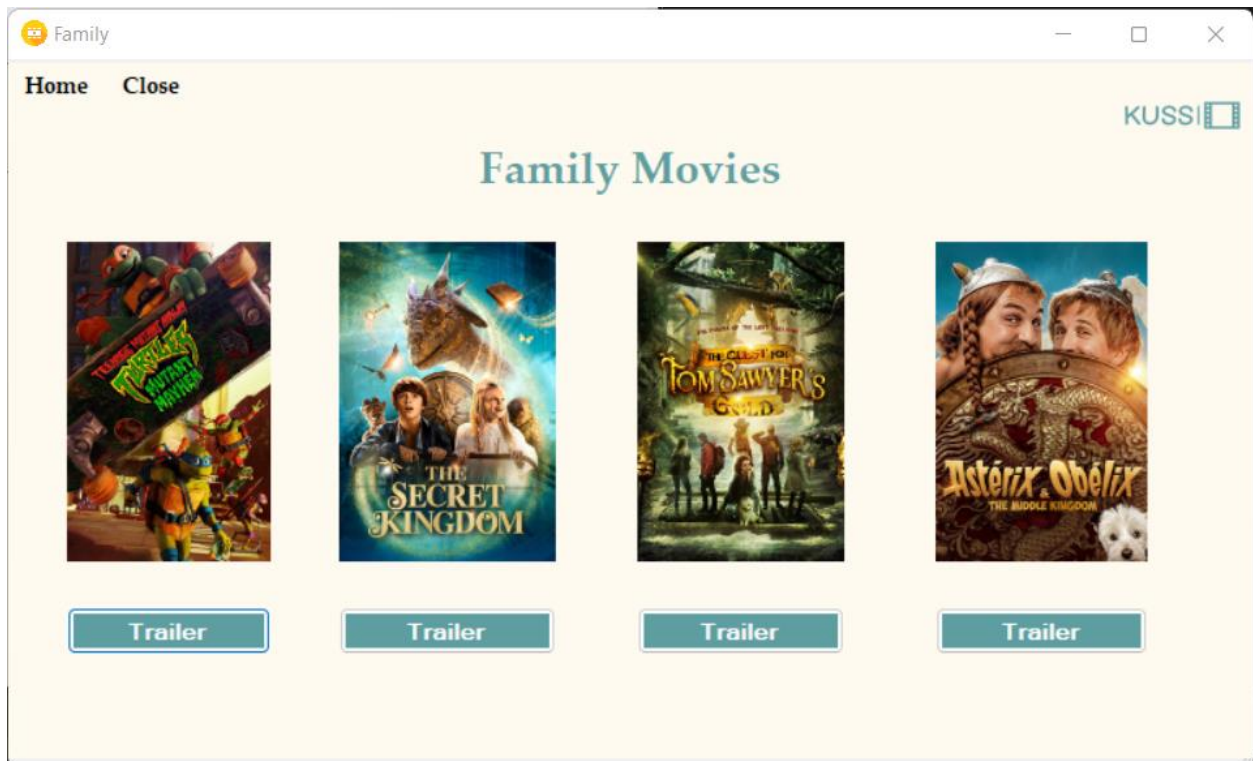 Family
Home Close
KUSSI
Family Movies
TEENAGE MUTANT NINJA
TURTLES
MUTANT
MAYHEM
THE
SECRET
KINGDOM
THE QUEST FOR
TOM SAWYER'S
GOLD
Astérix & Obélix
THE MIDDLE KINGDOM
Trailer Trailer Trailer Trailer